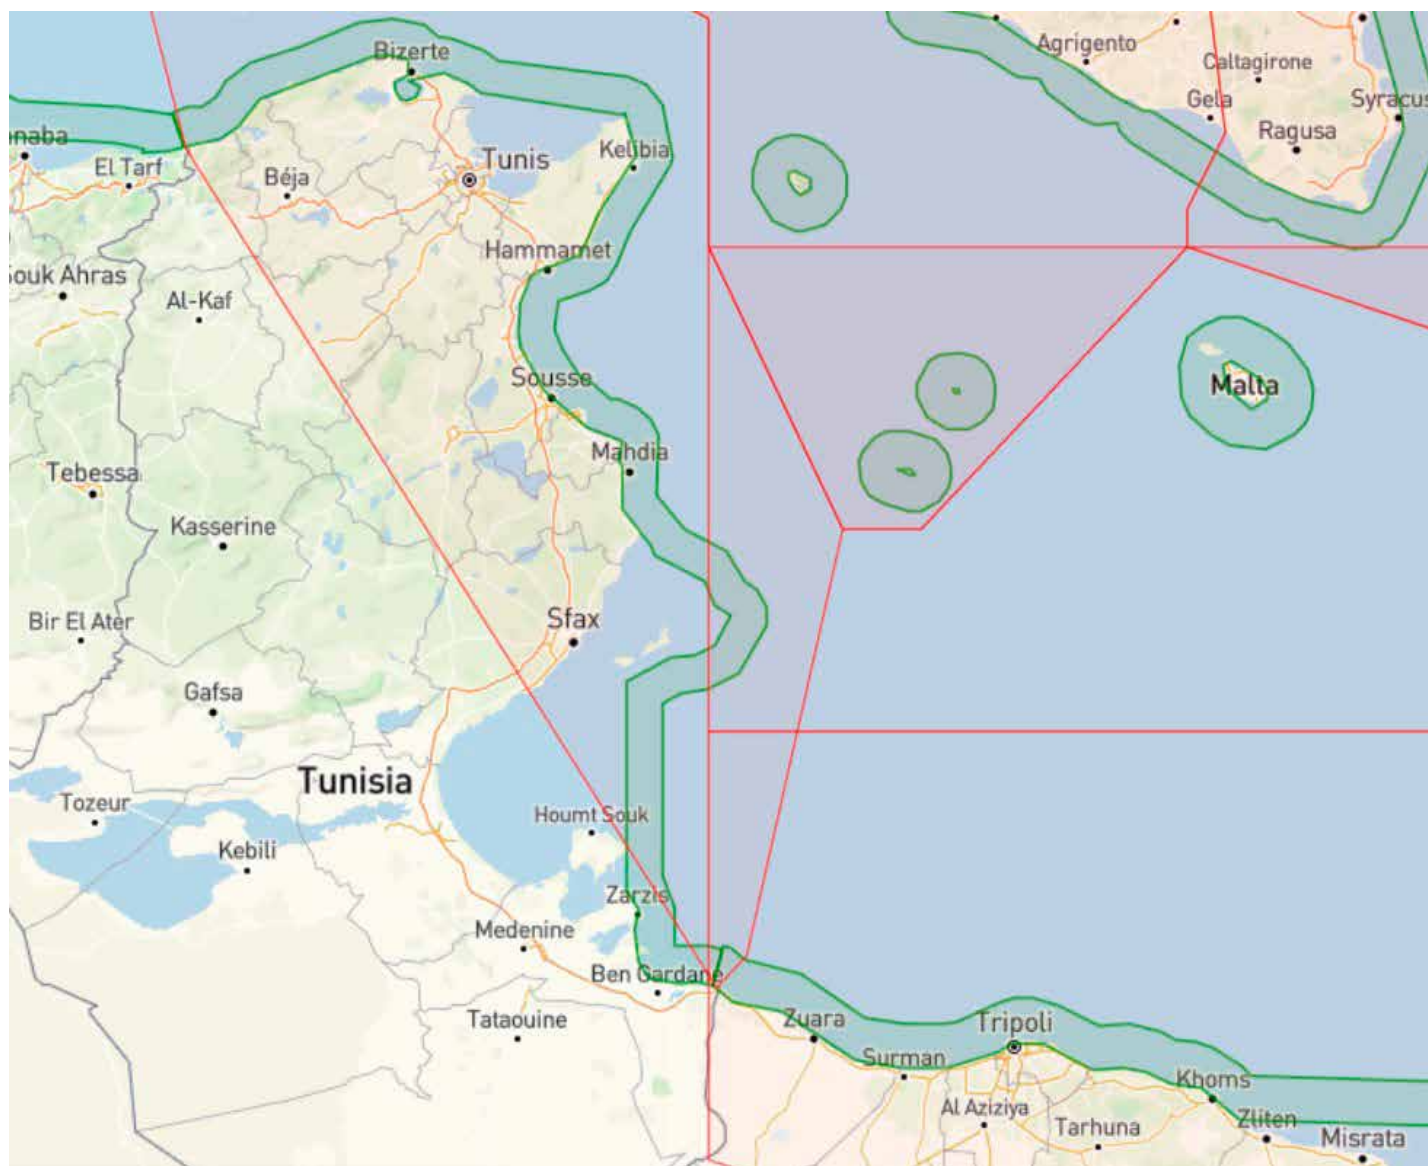 Bizerte
Agrigento
Caltagirone
Gela
Syracus
Ragusa
naba
El Tarf
Béja
Tunis
Kelibia
Hammamet
Souk Ahras
Al-Kaf
Sousse
Malta
Mahdia
Tebessa
Kasserine
Bir El Ater
Sfax
Gafsa
Tunisia
Tozeur
Houmt Souk
Kebili
Zarzis
Medenine
Ben Gardane
Tataouine
Zuara
Tripoli
Surman
Khoms
Al Aziziya
Tarhuna
Zliten
Misrata